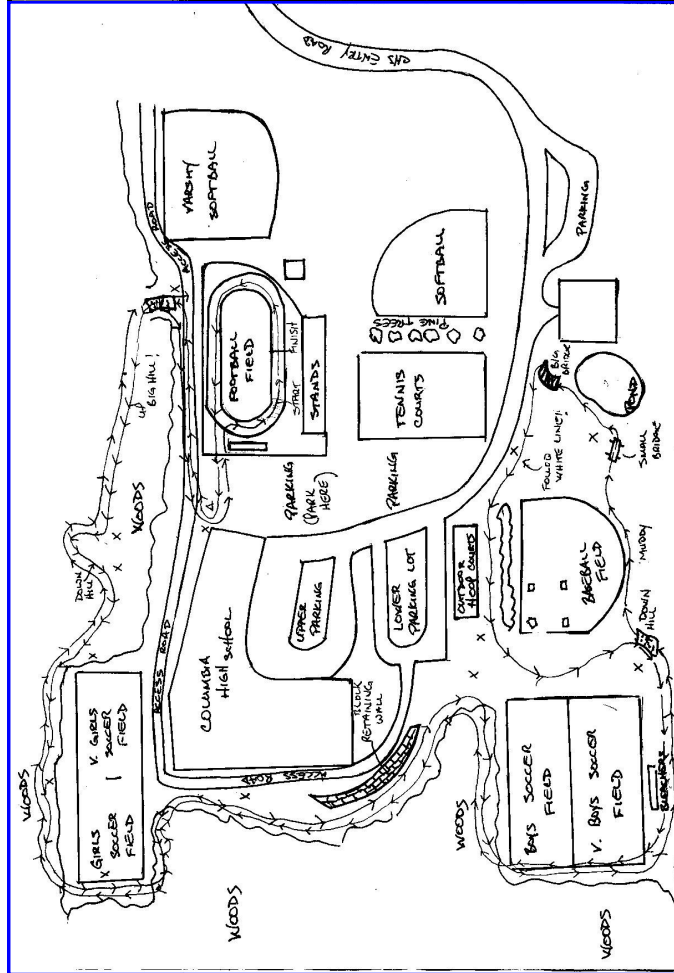 CHS ENTRY ROAD
VARSITY
SOFTBALL
ACCESS ROAD
PARKING
SOFTBALL
PINE TREES
UP
BIG HILL!
FOOTBALL
FIELD
START
FINISH
STANDS
TENNIS
COURTS
BIG
BRIDGE
POND
SMALL
BRIDGE
FOLLOW
WHITE LINE!
WOODS
DOWN
HILL
PARKING
(PARK
HERE)
PARKING
OUTDOOR
HOOP COURTS
BASEBALL
FIELD
MUDDY
DOWN
HILL
ACCESS ROAD
COLUMBIA
HIGH SCHOOL
UPPER
PARKING
LOWER
PARKING LOT
BLOCK
RETAINING
WALL
ACCESS
ROAD
WOODS
GIRLS
SOCCER
FIELD
V. GIRLS
SOCCER
FIELD
WOODS
BOYS SOCCER
FIELD
V. BOYS SOCCER
FIELD
BLEACHERS
WOODS
WOODS